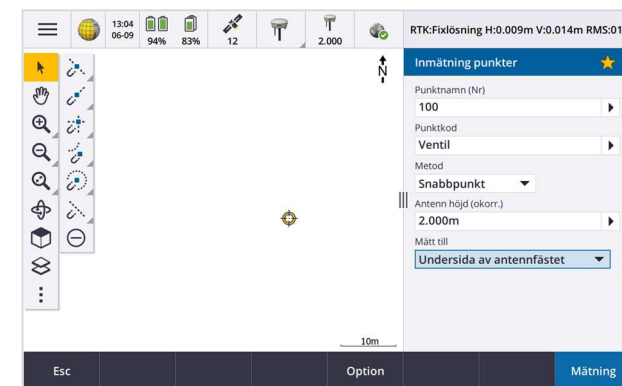 13:04
06-09
94%
83%
12
2.000
RTK:Fixlösning H:0.009m V:0.014m RMS:01
N
Inmätning punkter
Punktnamn (Nr)
100
Punktkod
Ventil
Metod
Snabbpunkt
Antenn höjd (okorr.)
2.000m
Mätt till
Undersida av antennfästet
10m
Esc
Option
Mätning